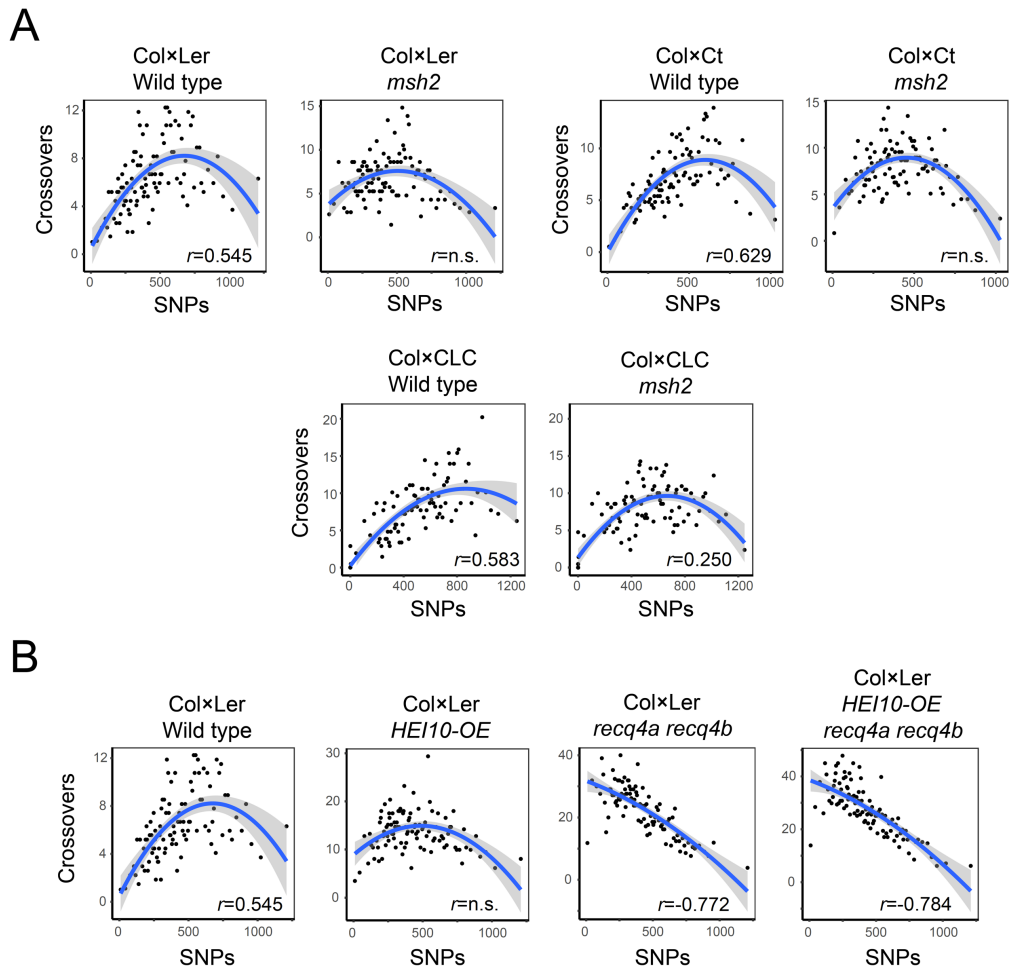 A
Col×Ler
Wild type
Col×Ler
msh2
Col×Ct
Wild type
Col×Ct
msh2
Crossovers
12
8
4
0
r=0.545
0
500
1000
SNPs
15
10
5
0
r=n.s.
0
500
1000
SNPs
Crossovers
10
5
0
r=0.629
0
500
1000
SNPs
15
10
5
0
r=n.s.
0
500
1000
SNPs
Col×CLC
Wild type
Col×CLC
msh2
Crossovers
20
15
10
5
0
r=0.583
0
400
800
1200
SNPs
20
15
10
5
0
r=0.250
0
400
800
1200
SNPs
B
Col×Ler
Wild type
Col×Ler
HEI10-OE
Col×Ler
recq4a recq4b
Col×Ler
HEI10-OE
recq4a recq4b
Crossovers
12
8
4
0
r=0.545
0
500
1000
SNPs
30
20
10
0
r=n.s.
0
500
1000
SNPs
40
20
0
r=-0.772
0
500
1000
SNPs
40
20
0
r=-0.784
0
500
1000
SNPs